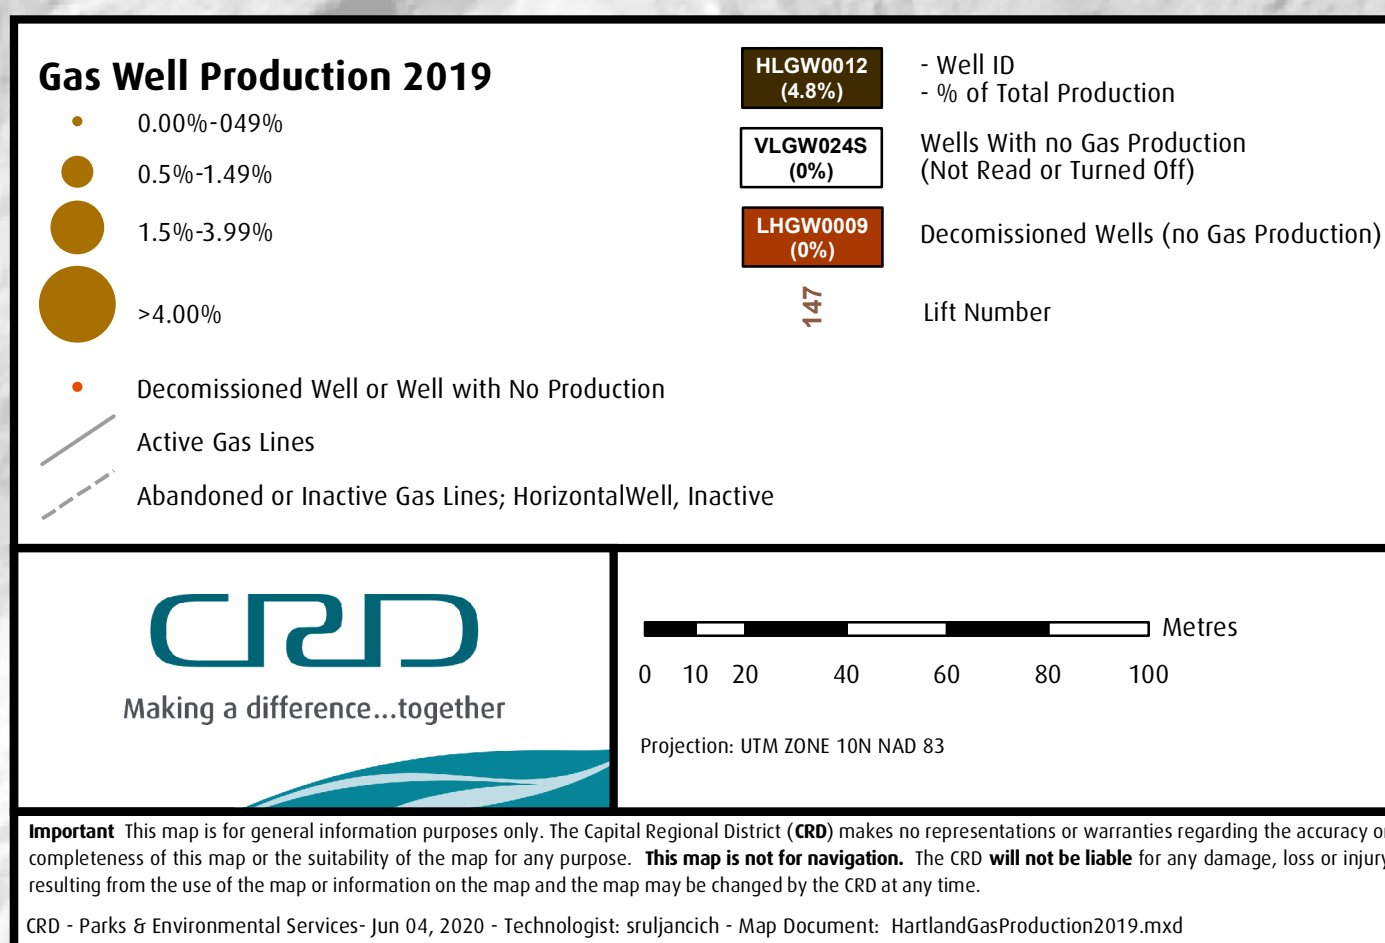 Gas Well Production 2019
0.00%-049%
0.5%-1.49%
1.5%-3.99%
>4.00%
Decomissioned Well or Well with No Production
Active Gas Lines
Abandoned or Inactive Gas Lines; HorizontalWell, Inactive
HLGW0012
(4.8%)
- Well ID
- % of Total Production
VLGW024S
(0%)
Wells With no Gas Production
(Not Read or Turned Off)
LHGW0009
(0%)
Decomissioned Wells (no Gas Production)
147
Lift Number
CRD
Making a difference...together
Metres
0 10 20 40 60 80 100
Projection: UTM ZONE 10N NAD 83
Important This map is for general information purposes only. The Capital Regional District (CRD) makes no representations or warranties regarding the accuracy or
completeness of this map or the suitability of the map for any purpose. This map is not for navigation. The CRD will not be liable for any damage, loss or injury
resulting from the use of the map or information on the map and the map may be changed by the CRD at any time.
CRD - Parks & Environmental Services- Jun 04, 2020 - Technologist: sruljancich - Map Document: HartlandGasProduction2019.mxd